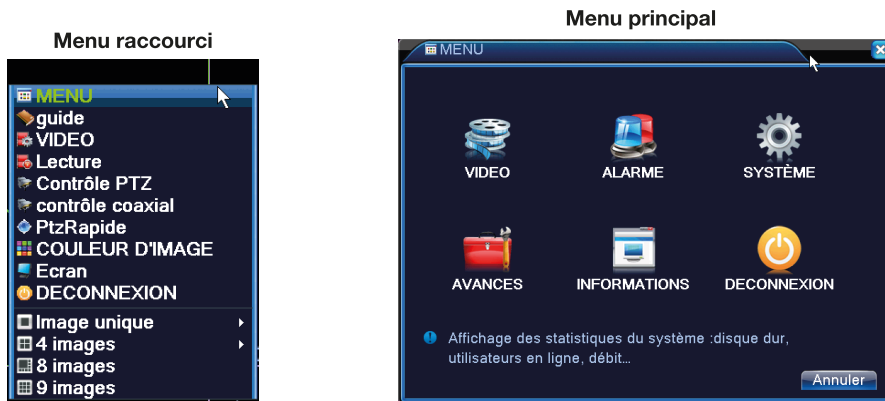 Menu raccourci
MENU
guide
VIDEO
Lecture
Contrôle PTZ
contrôle coaxial
PtzRapide
COULEUR D'IMAGE
Ecran
DECONNEXION
Image unique
4 images
8 images
9 images
Menu principal
MENU
VIDEO ALARME SYSTÈME
AVANCES INFORMATIONS DECONNEXION
Affichage des statistiques du système :disque dur,
utilisateurs en ligne, débit...
Annuler